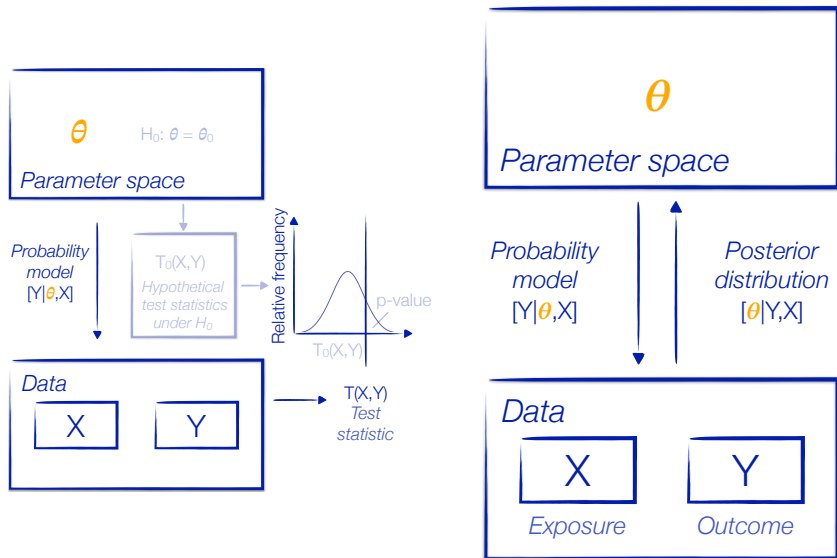 θ
H₀: θ = θ₀
Parameter space
Probability
model
[Y|θ,X]
T₀(X,Y)
Hypothetical
test statistics
under H₀
Relative frequency
p-value
T₀(X,Y)
Data
X
Y
T(X,Y)
Test
statistic
θ
Parameter space
Probability
model
[Y|θ,X]
Posterior
distribution
[θ|Y,X]
Data
X
Y
Exposure
Outcome